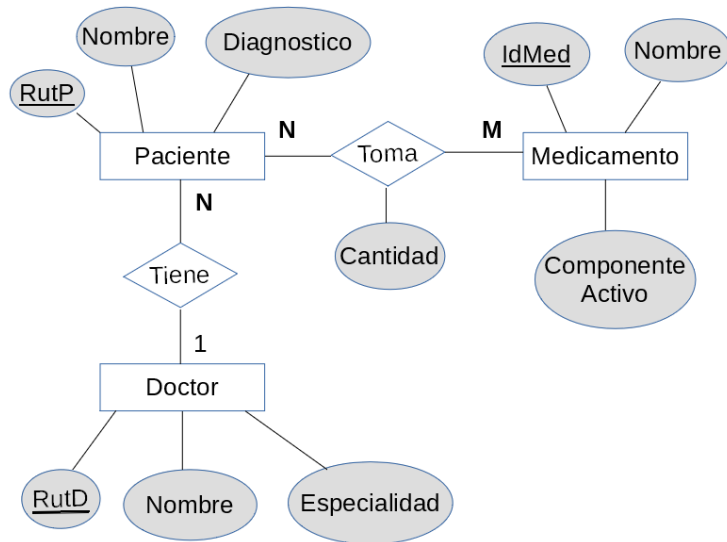 Nombre
Diagnostico
IdMed
Nombre
RutP
N
M
Paciente
Toma
Medicamento
N
Cantidad
Componente
Activo
Tiene
1
Doctor
RutD
Nombre
Especialidad